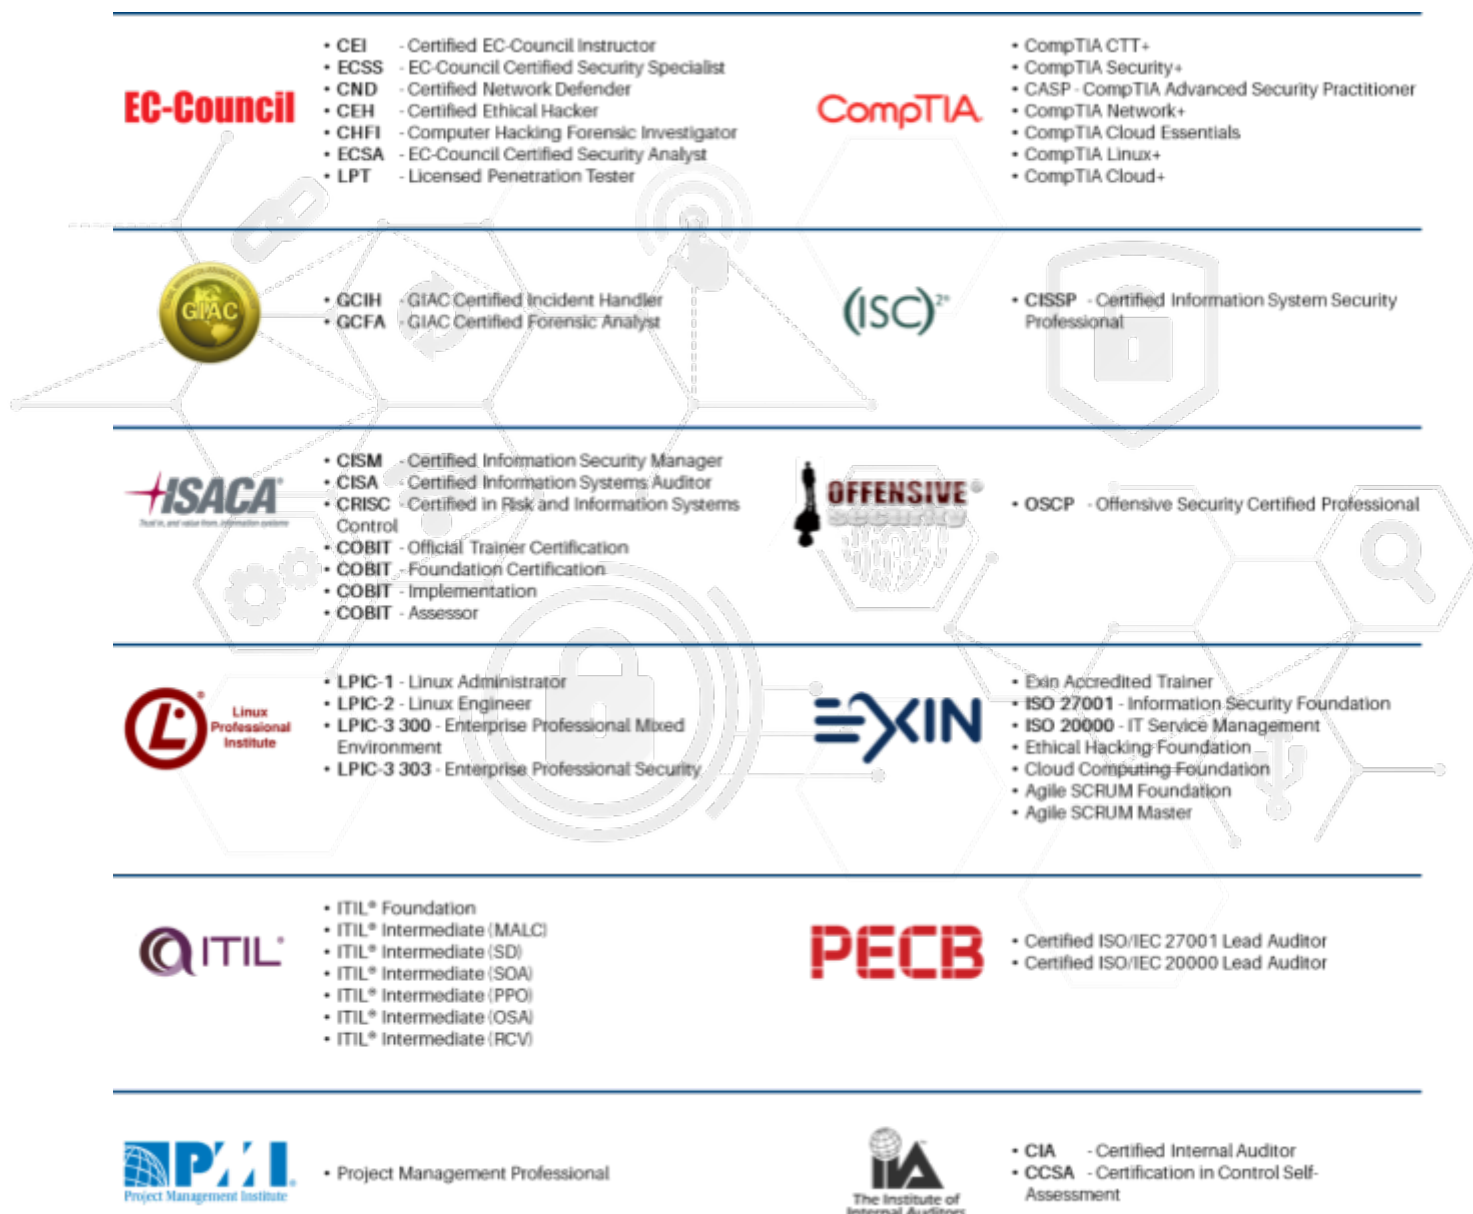 EC-Council
• CEI - Certified EC-Council Instructor
• ECSS - EC-Council Certified Security Specialist
• CND - Certified Network Defender
• CEH - Certified Ethical Hacker
• CHFI - Computer Hacking Forensic Investigator
• ECSA - EC-Council Certified Security Analyst
• LPT - Licensed Penetration Tester
CompTIA.
• CompTIA CTT+
• CompTIA Security+
• CASP - CompTIA Advanced Security Practitioner
• CompTIA Network+
• CompTIA Cloud Essentials
• CompTIA Linux+
• CompTIA Cloud+
GIAC
• GCIH - GIAC Certified Incident Handler
• GCFA - GIAC Certified Forensic Analyst
(ISC)²®
• CISSP - Certified Information System Security
Professional
ISACA®
Trust in, and value from, information systems
• CISM - Certified Information Security Manager
• CISA - Certified Information Systems Auditor
• CRISC - Certified in Risk and Information Systems
Control
• COBIT - Official Trainer Certification
• COBIT - Foundation Certification
• COBIT - Implementation
• COBIT - Assessor
OFFENSIVE®
security
• OSCP - Offensive Security Certified Professional
Linux
Professional
Institute
• LPIC-1 - Linux Administrator
• LPIC-2 - Linux Engineer
• LPIC-3 300 - Enterprise Professional Mixed
Environment
• LPIC-3 303 - Enterprise Professional Security
EXIN
• Exin Accredited Trainer
• ISO 27001 - Information Security Foundation
• ISO 20000 - IT Service Management
• Ethical Hacking Foundation
• Cloud Computing Foundation
• Agile SCRUM Foundation
• Agile SCRUM Master
ITIL®
• ITIL® Foundation
• ITIL® Intermediate (MALC)
• ITIL® Intermediate (SD)
• ITIL® Intermediate (SOA)
• ITIL® Intermediate (PPO)
• ITIL® Intermediate (OSA)
• ITIL® Intermediate (RCV)
PECB
• Certified ISO/IEC 27001 Lead Auditor
• Certified ISO/IEC 20000 Lead Auditor
PMI®
Project Management Institute
• Project Management Professional
IIA
The Institute of
Internal Auditors
• CIA - Certified Internal Auditor
• CCSA - Certification in Control Self-
Assessment